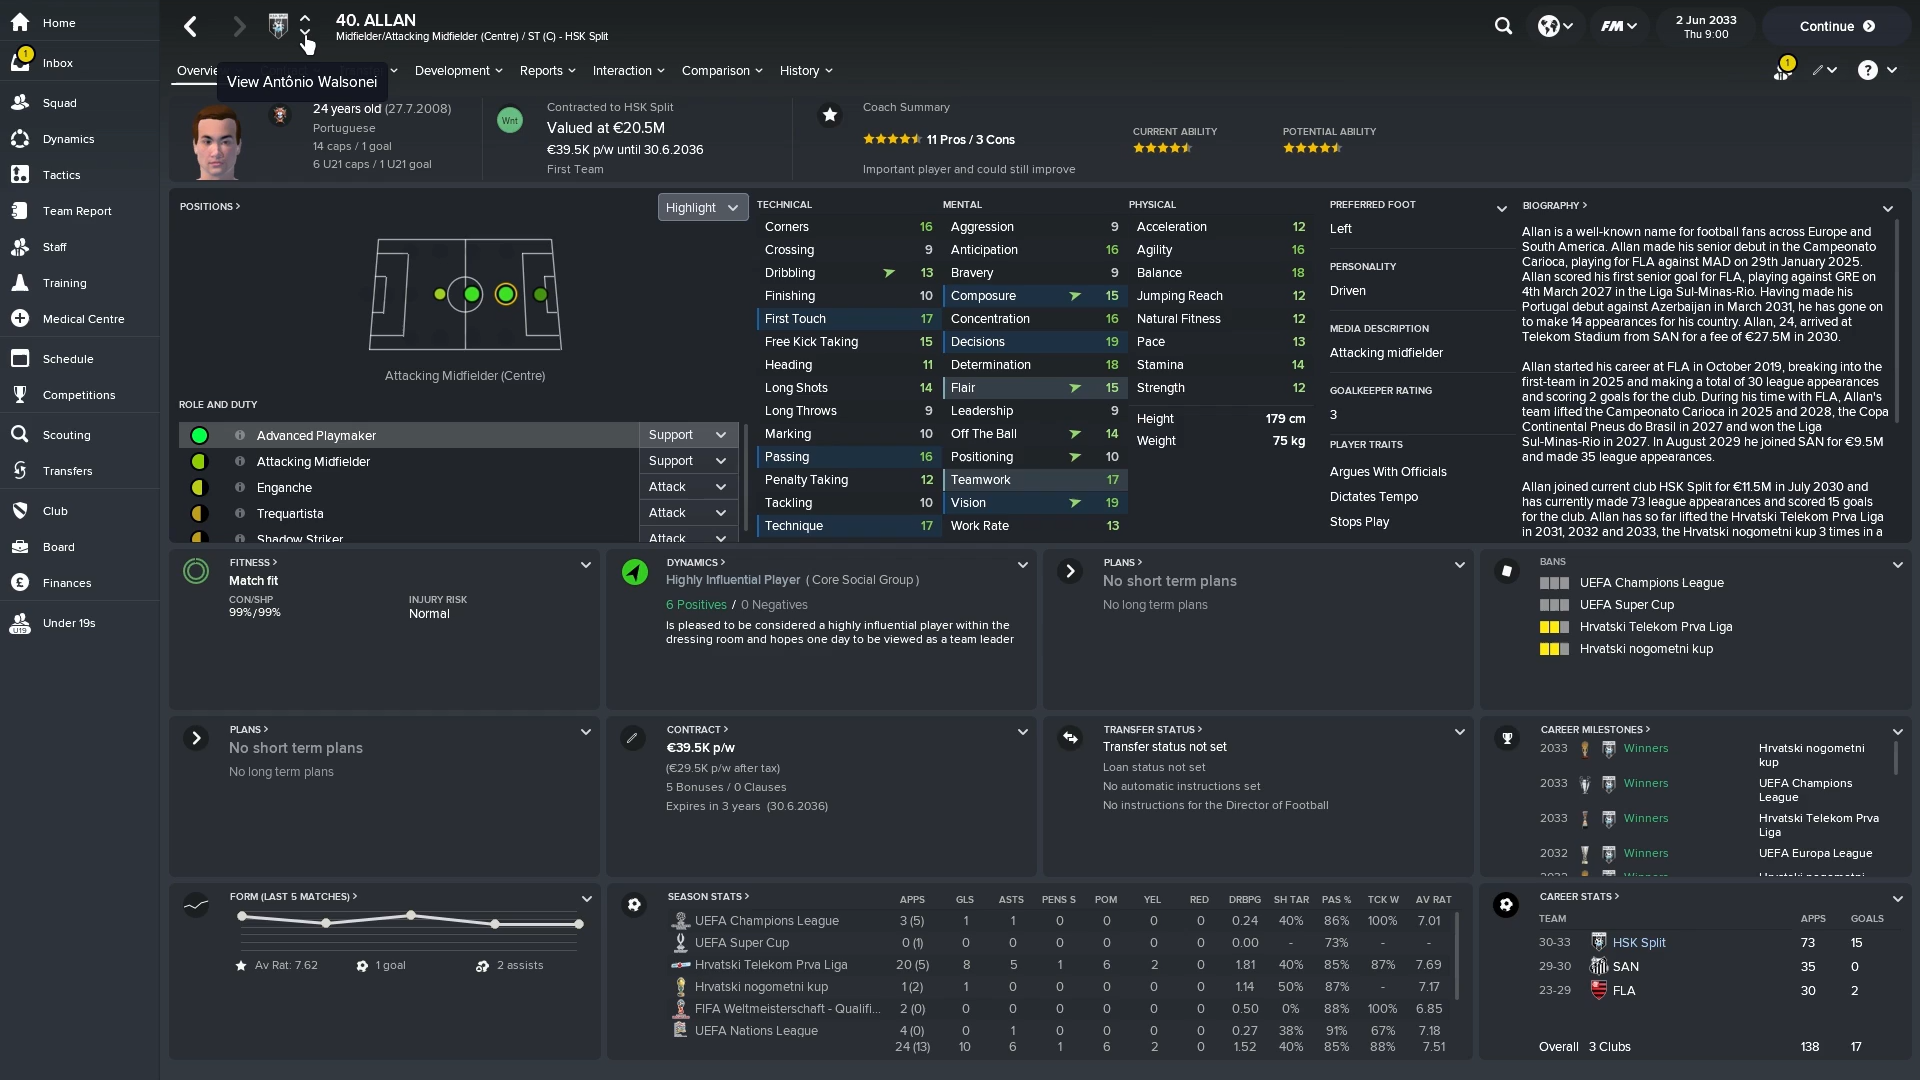 Home
1
Inbox
Squad
Dynamics
Tactics
Team Report
Staff
Training
Medical Centre
Schedule
Competitions
Scouting
Transfers
Club
Board
Finances
U19
Under 19s
40. ALLAN
Midfielder/Attacking Midfielder (Centre) / ST (C) - HSK Split
FM
2 Jun 2033
Thu 9:00
Continue
View Antônio Walsonei
Development
Reports
Interaction
Comparison
History
1
?
24 years old (27.7.2008)
Portuguese
14 caps / 1 goal
6 U21 caps / 1 U21 goal
Wnt
Contracted to HSK Split
Valued at €20.5M
€39.5K p/w until 30.6.2036
First Team
Coach Summary
11 Pros / 3 Cons
Important player and could still improve
CURRENT ABILITY
POTENTIAL ABILITY
POSITIONS >
Highlight
Attacking Midfielder (Centre)
ROLE AND DUTY
Advanced Playmaker Support
Attacking Midfielder Support
Enganche Attack
Trequartista Attack
Shadow Striker Attack
TECHNICAL
Corners 16
Crossing 9
Dribbling 13
Finishing 10
First Touch 17
Free Kick Taking 15
Heading 11
Long Shots 14
Long Throws 9
Marking 10
Passing 16
Penalty Taking 12
Tackling 10
Technique 17
MENTAL
Aggression 9
Anticipation 16
Bravery 9
Composure 15
Concentration 16
Decisions 19
Determination 18
Flair 15
Leadership 9
Off The Ball 14
Positioning 10
Teamwork 17
Vision 19
Work Rate 13
PHYSICAL
Acceleration 12
Agility 16
Balance 18
Jumping Reach 12
Natural Fitness 12
Pace 13
Stamina 14
Strength 12
Height 179 cm
Weight 75 kg
PREFERRED FOOT
Left
PERSONALITY
Driven
MEDIA DESCRIPTION
Attacking midfielder
GOALKEEPER RATING
3
PLAYER TRAITS
Argues With Officials
Dictates Tempo
Stops Play
BIOGRAPHY >
Allan is a well-known name for football fans across Europe and
South America. Allan made his senior debut in the Campeonato
Carioca, playing for FLA against MAD on 29th January 2025.
Allan scored his first senior goal for FLA, playing against GRE on
4th March 2027 in the Liga Sul-Minas-Rio. Having made his
Portugal debut against Azerbaijan in March 2031, he has gone on
to make 14 appearances for his country. Allan, 24, arrived at
Telekom Stadium from SAN for a fee of €27.5M in 2030.
Allan started his career at FLA in October 2019, breaking into the
first-team in 2025 and making a total of 30 league appearances
and scoring 2 goals for the club. During his time with FLA, Allan's
team lifted the Campeonato Carioca in 2025 and 2028, the Copa
Continental Pneus do Brasil in 2027 and won the Liga
Sul-Minas-Rio in 2027. In August 2029 he joined SAN for €9.5M
and made 35 league appearances.
Allan joined current club HSK Split for €11.5M in July 2030 and
has currently made 73 league appearances and scored 15 goals
for the club. Allan has so far lifted the Hrvatski Telekom Prva Liga
in 2031, 2032 and 2033, the Hrvatski nogometni kup 3 times in a
FITNESS >
Match fit
CON/SHP
99%/99%
INJURY RISK
Normal
DYNAMICS >
Highly Influential Player ( Core Social Group )
6 Positives / 0 Negatives
Is pleased to be considered a highly influential player within the
dressing room and hopes one day to be viewed as a team leader
PLANS >
No short term plans
No long term plans
BANS
UEFA Champions League
UEFA Super Cup
Hrvatski Telekom Prva Liga
Hrvatski nogometni kup
PLANS >
No short term plans
No long term plans
CONTRACT >
€39.5K p/w
(€29.5K p/w after tax)
5 Bonuses / 0 Clauses
Expires in 3 years (30.6.2036)
TRANSFER STATUS >
Transfer status not set
Loan status not set
No automatic instructions set
No instructions for the Director of Football
CAREER MILESTONES >
2033 Winners Hrvatski nogometni
kup
2033 Winners UEFA Champions
League
2033 Winners Hrvatski Telekom Prva
Liga
2032 Winners UEFA Europa League
FORM (LAST 5 MATCHES) >
Av Rat: 7.62
1 goal
2 assists
SEASON STATS > APPS GLS ASTS PENS S POM YEL RED DRBPG SH TAR PAS % TCK W AV RAT
UEFA Champions League 3 (5) 1 1 0 0 0 0 0.24 40% 86% 100% 7.01
UEFA Super Cup 0 (1) 0 0 0 0 0 0 0.00 - 73% - -
Hrvatski Telekom Prva Liga 20 (5) 8 5 1 6 2 0 1.81 40% 85% 87% 7.69
Hrvatski nogometni kup 1 (2) 1 0 0 0 0 0 1.14 50% 87% - 7.17
FIFA Weltmeisterschaft - Qualifi... 2 (0) 0 0 0 0 0 0 0.50 0% 88% 100% 6.85
UEFA Nations League 4 (0) 0 1 0 0 0 0 0.27 38% 91% 67% 7.18
24 (13) 10 6 1 6 2 0 1.52 40% 85% 88% 7.51
CAREER STATS >
TEAM APPS GOALS
30-33 HSK Split 73 15
29-30 SAN 35 0
23-29 FLA 30 2
Overall 3 Clubs 138 17